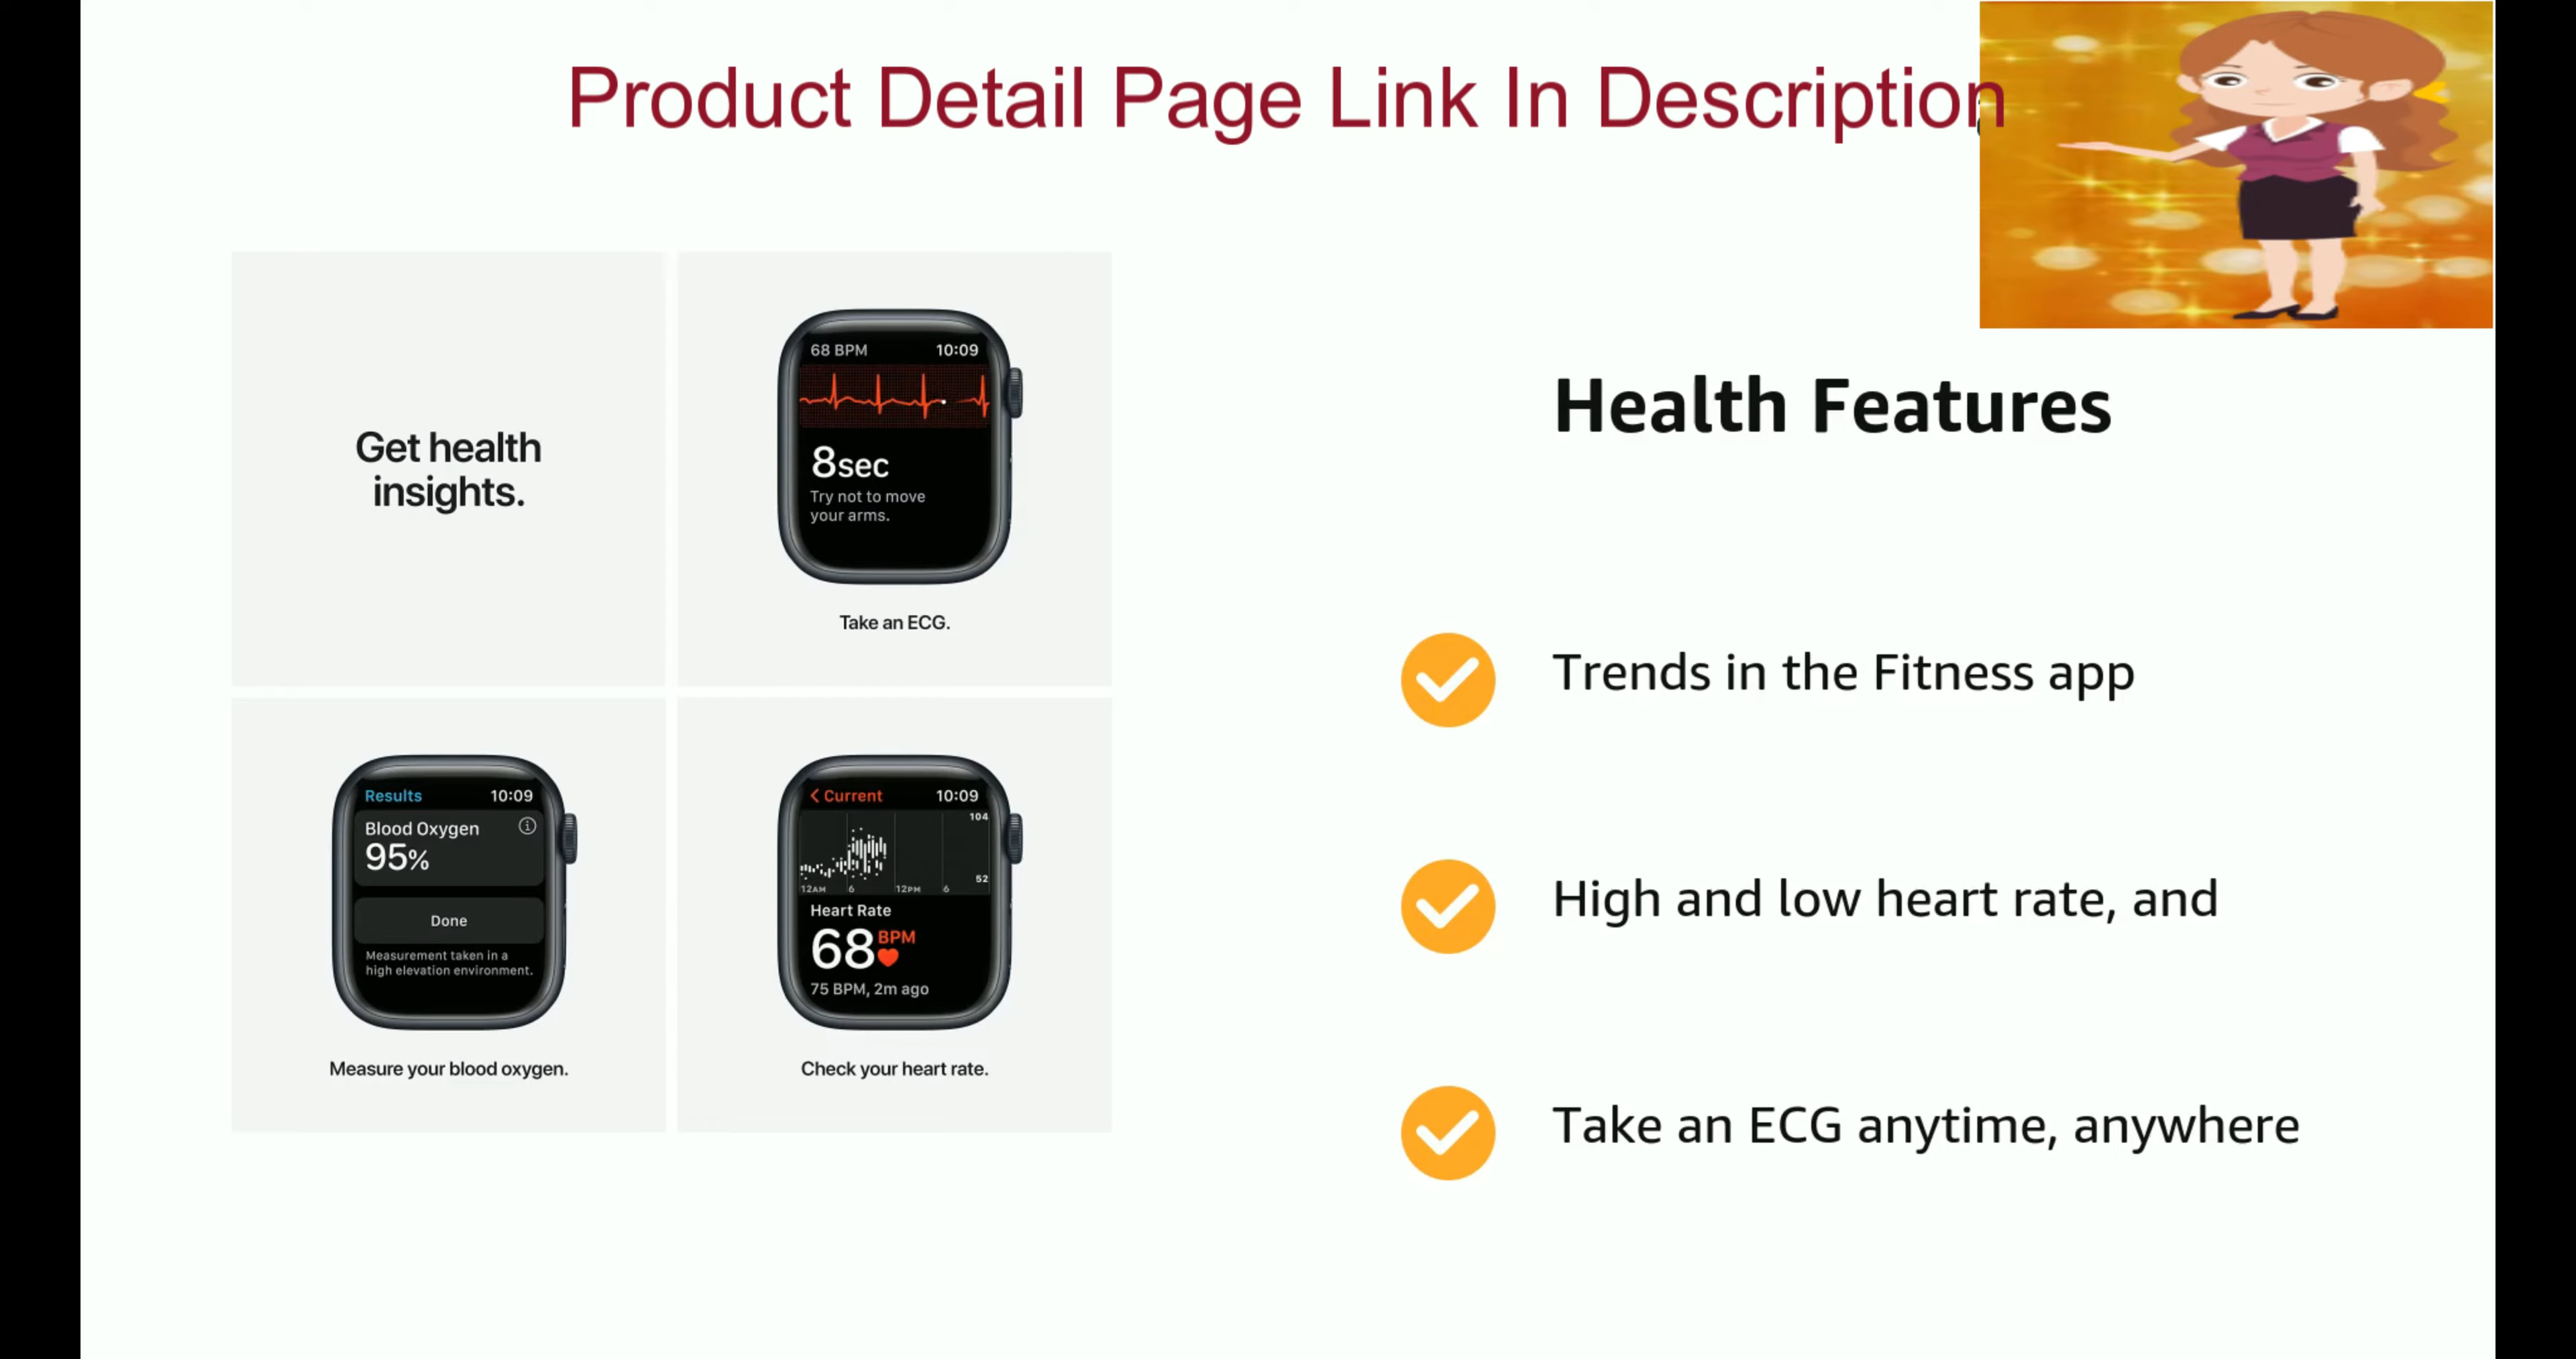 Product Detail Page Link In Description
Get health
insights.
68 BPM 10:09
8sec
Try not to move
your arms.
Take an ECG.
Results 10:09
Blood Oxygen
95%
Done
Measurement taken in a
high elevation environment.
Measure your blood oxygen.
< Current 10:09
104
52
12AM 6 12PM 6
Heart Rate
68 BPM
75 BPM, 2m ago
Check your heart rate.
Health Features
Trends in the Fitness app
High and low heart rate, and
Take an ECG anytime, anywhere